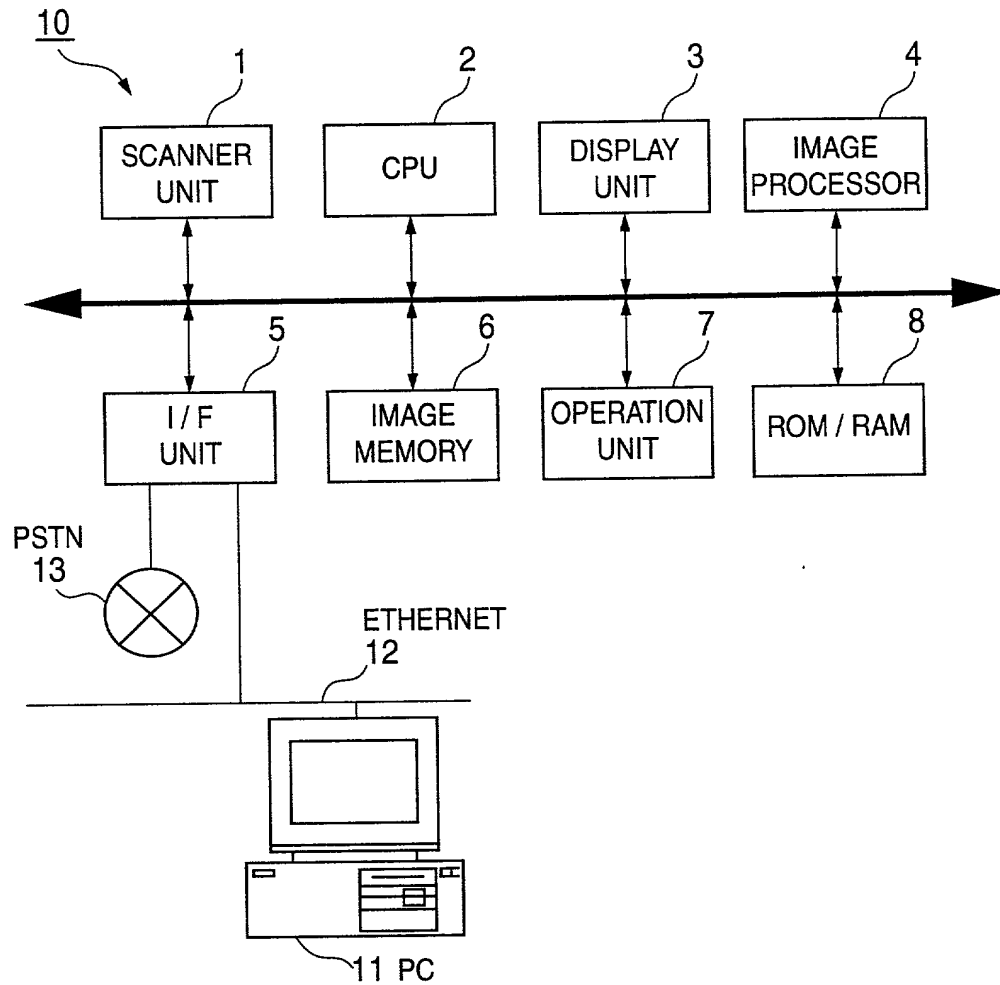 10
1
2
3
4
SCANNER
UNIT
CPU
DISPLAY
UNIT
IMAGE
PROCESSOR
5
6
7
8
I / F
UNIT
IMAGE
MEMORY
OPERATION
UNIT
ROM / RAM
PSTN
13
ETHERNET
12
11 PC